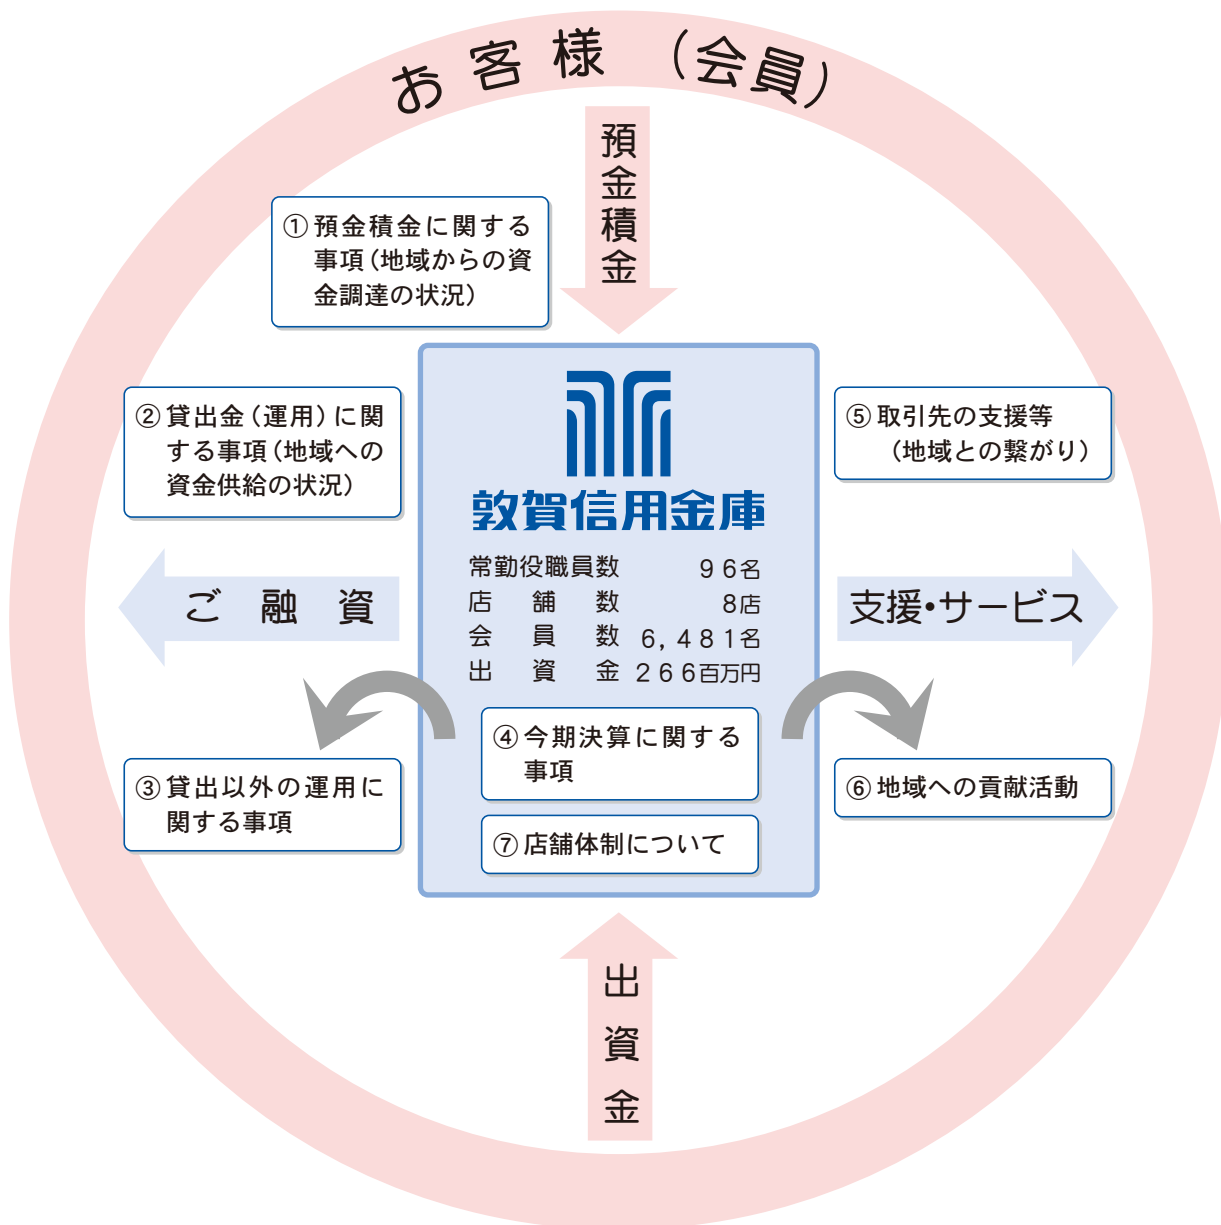 お客様（会員）
預金積金
①預金積金に関する
事項（地域からの資
金調達の状況）
②貸出金（運用）に関
する事項（地域への
資金供給の状況）
⑤取引先の支援等
（地域との繋がり）
敦賀信用金庫
常勤役職員数 96名
店舗数 8店
会員数 6,481名
出資金 266百万円
ご融資
支援・サービス
③貸出以外の運用に
関する事項
④今期決算に関する
事項
⑥地域への貢献活動
⑦店舗体制について
出資金